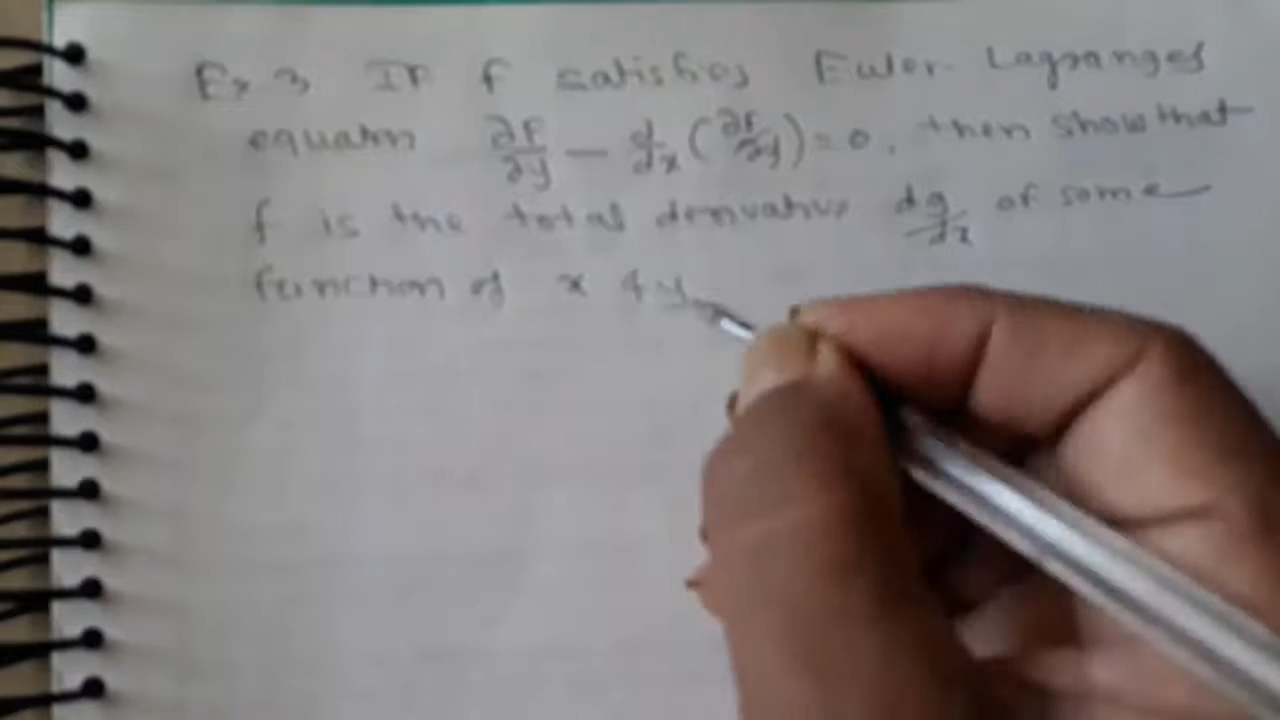 Ex. 3 If f satisfies Euler-Lagranges
equation ∂F/∂y − d/dx (∂F/∂y) = 0, then show that
f is the total derivative dg/dx of some
function of x & y